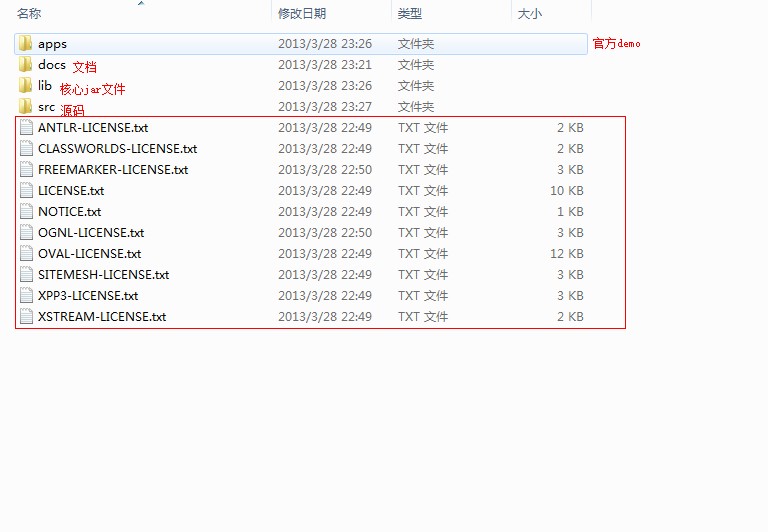 名称 修改日期 类型 大小
apps 2013/3/28 23:26 文件夹 官方demo
docs 文档 2013/3/28 23:21 文件夹
lib 核心jar文件 2013/3/28 23:26 文件夹
src 源码 2013/3/28 23:27 文件夹
ANTLR-LICENSE.txt 2013/3/28 22:49 TXT 文件 2 KB
CLASSWORLDS-LICENSE.txt 2013/3/28 22:49 TXT 文件 2 KB
FREEMARKER-LICENSE.txt 2013/3/28 22:50 TXT 文件 3 KB
LICENSE.txt 2013/3/28 22:49 TXT 文件 10 KB
NOTICE.txt 2013/3/28 22:49 TXT 文件 1 KB
OGNL-LICENSE.txt 2013/3/28 22:50 TXT 文件 3 KB
OVAL-LICENSE.txt 2013/3/28 22:49 TXT 文件 12 KB
SITEMESH-LICENSE.txt 2013/3/28 22:49 TXT 文件 3 KB
XPP3-LICENSE.txt 2013/3/28 22:49 TXT 文件 3 KB
XSTREAM-LICENSE.txt 2013/3/28 22:49 TXT 文件 2 KB